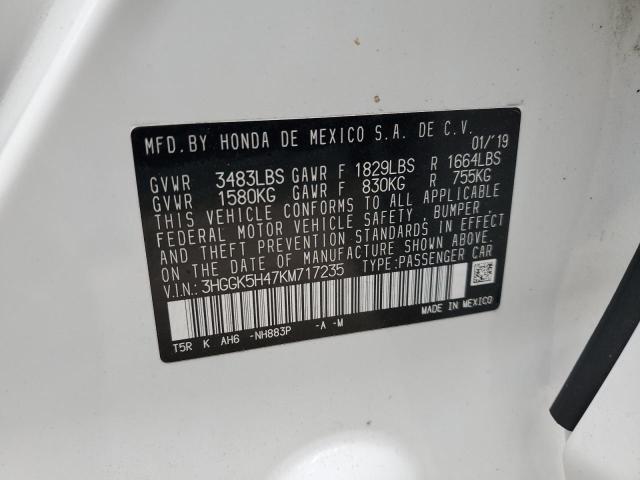 MFD.BY HONDA DE MEXICO S.A. DE C.V.
01/'19
GVWR 3483LBS GAWR F 1829LBS R 1664LBS
GVWR 1580KG GAWR F 830KG R 755KG
THIS VEHICLE CONFORMS TO ALL APPLICABLE
FEDERAL MOTOR VEHICLE SAFETY, BUMPER
AND THEFT PREVENTION STANDARDS IN EFFECT
ON THE DATE OF MANUFACTURE SHOWN ABOVE.
V.I.N.: 3HGGK5H47KM717235 TYPE:PASSENGER CAR
T5R K AH6 -NH883P -A -M
MADE IN MEXICO